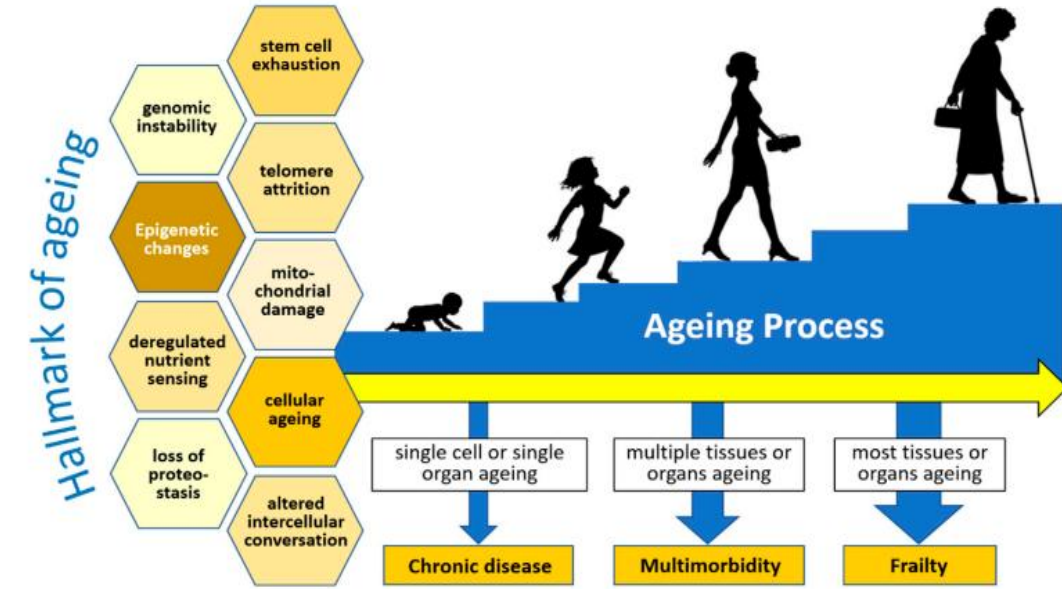 Hallmark of ageing
stem cell
exhaustion
genomic
instability
telomere
attrition
Epigenetic
changes
mito-
chondrial
damage
deregulated
nutrient
sensing
cellular
ageing
loss of
proteo-
stasis
altered
intercellular
conversation
Ageing Process
single cell or single
organ ageing
multiple tissues or
organs ageing
most tissues or
organs ageing
Chronic disease
Multimorbidity
Frailty